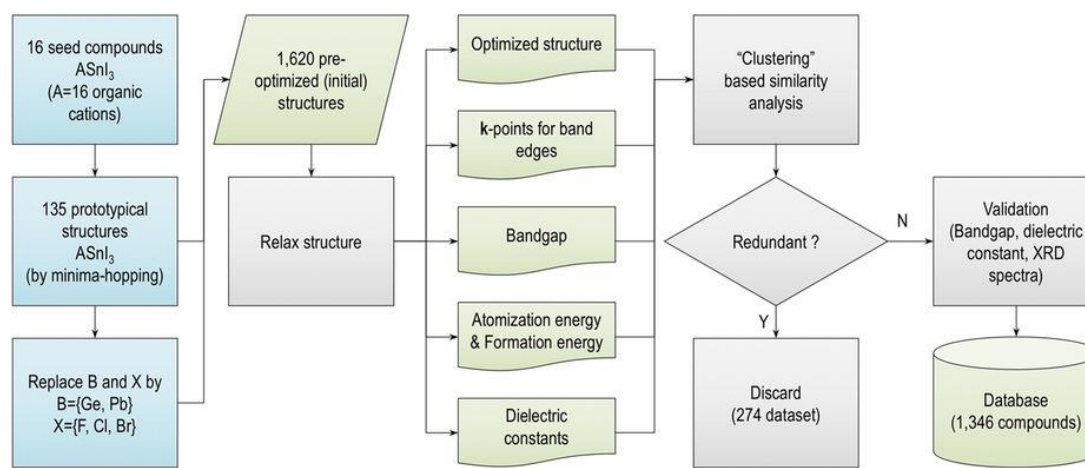 16 seed compounds
ASnI₃
(A=16 organic
cations)
135 prototypical
structures
ASnI₃
(by minima-hopping)
Replace B and X by
B={Ge, Pb}
X={F, Cl, Br}
1,620 pre-
optimized (initial)
structures
Relax structure
Optimized structure
k-points for band
edges
Bandgap
Atomization energy
& Formation energy
Dielectric
constants
“Clustering”
based similarity
analysis
Redundant ?
N
Y
Discard
(274 dataset)
Validation
(Bandgap, dielectric
constant, XRD
spectra)
Database
(1,346 compounds)